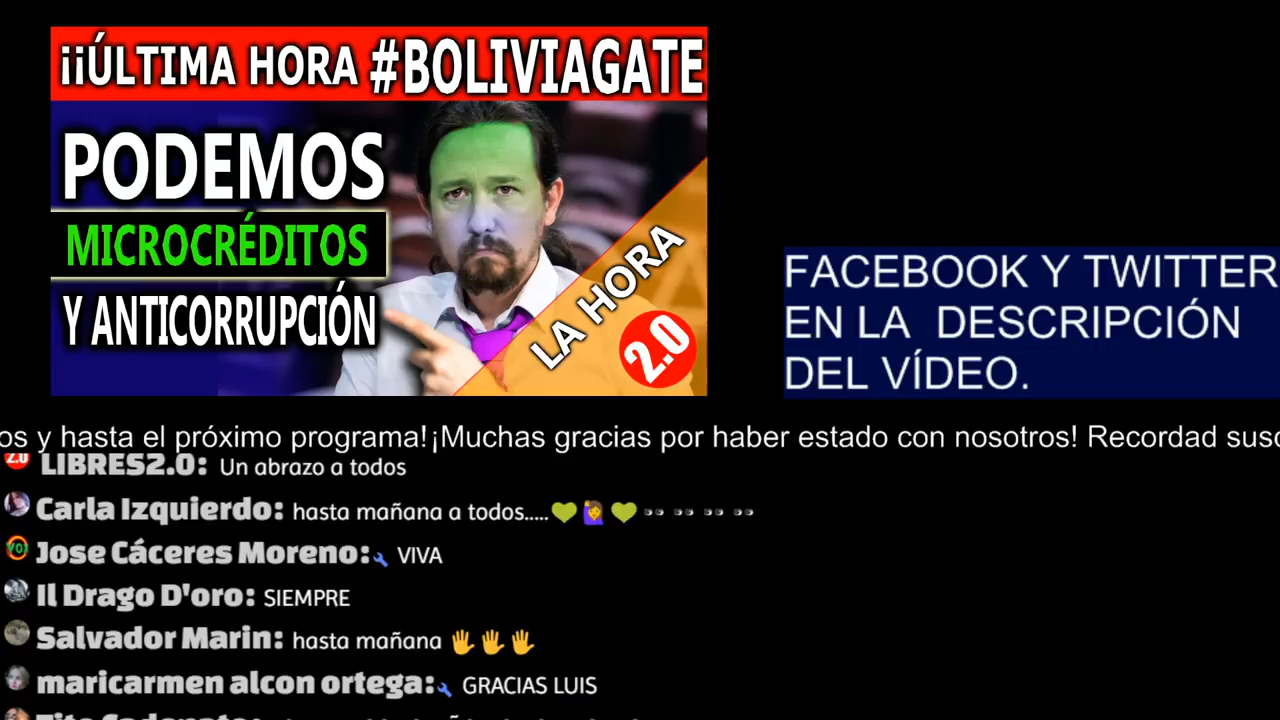 ¡¡ÚLTIMA HORA #BOLIVIAGATE
PODEMOS
MICROCRÉDITOS
Y ANTICORRUPCIÓN
LA HORA
2.0
FACEBOOK Y TWITTER
EN LA DESCRIPCIÓN
DEL VÍDEO.
os y hasta el próximo programa! ¡Muchas gracias por haber estado con nosotros! Recordad susc
2.0 LIBRES2.0: Un abrazo a todos
Carla Izquierdo: hasta mañana a todos.....💚🙋‍♀️💚
Jose Cáceres Moreno: VIVA
Il Drago D'oro: SIEMPRE
Salvador Marin: hasta mañana 🖐🖐🖐
maricarmen alcon ortega: GRACIAS LUIS